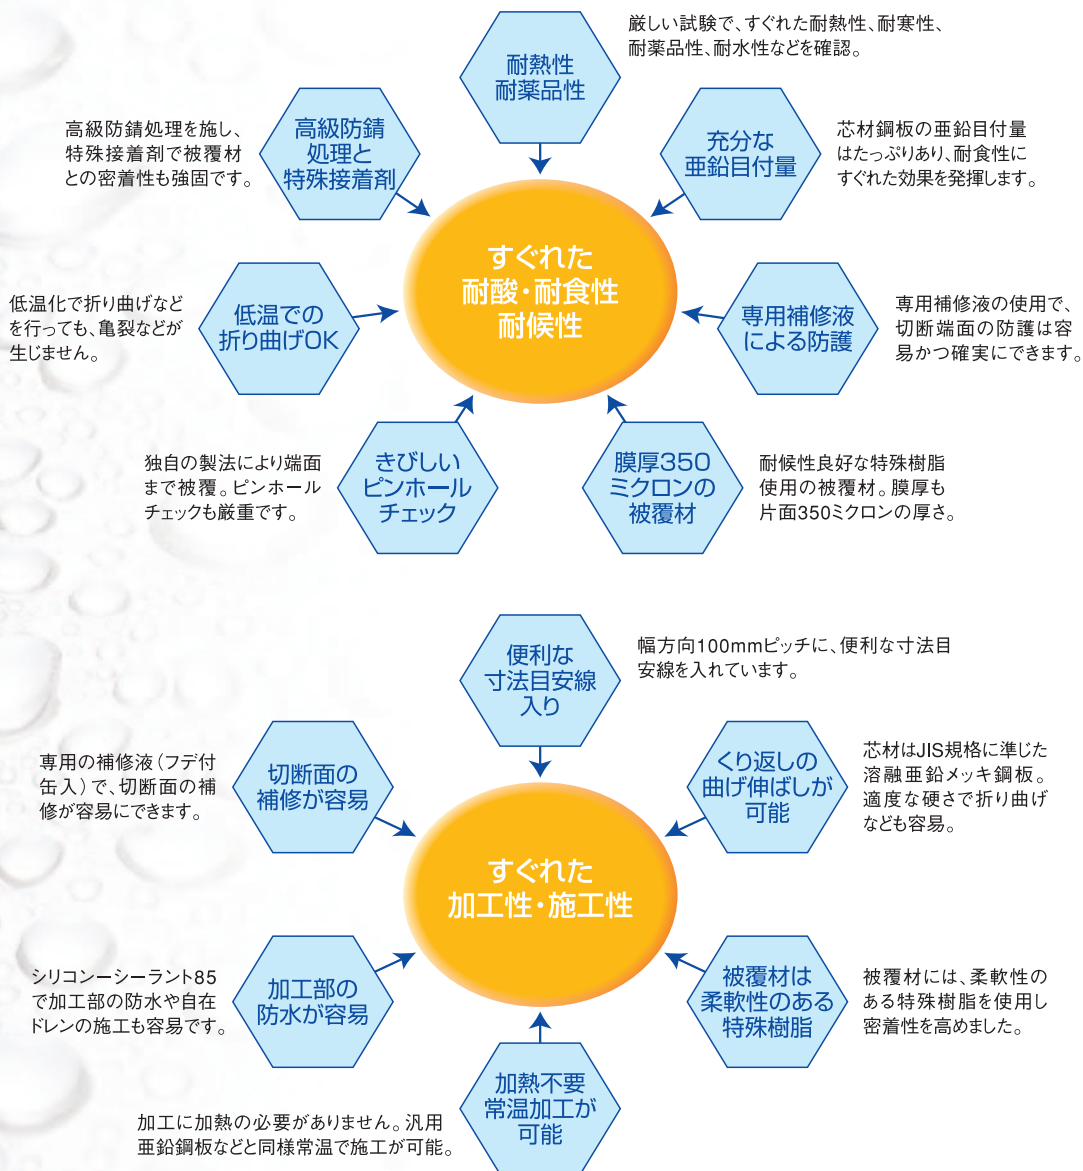 厳しい試験で、すぐれた耐熱性、耐寒性、
耐薬品性、耐水性などを確認。
耐熱性
耐薬品性
高級防錆処理を施し、
特殊接着剤で被覆材
との密着性も強固です。
高級防錆
処理と
特殊接着剤
充分な
亜鉛目付量
芯材鋼板の亜鉛目付量
はたっぷりあり、耐食性に
すぐれた効果を発揮します。
すぐれた
耐酸・耐食性
耐候性
低温化で折り曲げなど
を行っても、亀裂などが
生じません。
低温での
折り曲げOK
専用補修液
による防護
専用補修液の使用で、
切断端面の防護は容
易かつ確実にできます。
独自の製法により端面
まで被覆。ピンホール
チェックも厳重です。
きびしい
ピンホール
チェック
膜厚350
ミクロンの
被覆材
耐候性良好な特殊樹脂
使用の被覆材。膜厚も
片面350ミクロンの厚さ。
便利な
寸法目安線
入り
幅方向100mmピッチに、便利な寸法目
安線を入れています。
専用の補修液(フデ付
缶入)で、切断面の補
修が容易にできます。
切断面の
補修が容易
くり返しの
曲げ伸ばしが
可能
芯材はJIS規格に準じた
溶融亜鉛メッキ鋼板。
適度な硬さで折り曲げ
なども容易。
すぐれた
加工性・施工性
シリコンーシーラント85
で加工部の防水や自在
ドレンの施工も容易です。
加工部の
防水が容易
被覆材は
柔軟性のある
特殊樹脂
被覆材には、柔軟性の
ある特殊樹脂を使用し
密着性を高めました。
加熱不要
常温加工が
可能
加工に加熱の必要がありません。汎用
亜鉛鋼板などと同様常温で施工が可能。